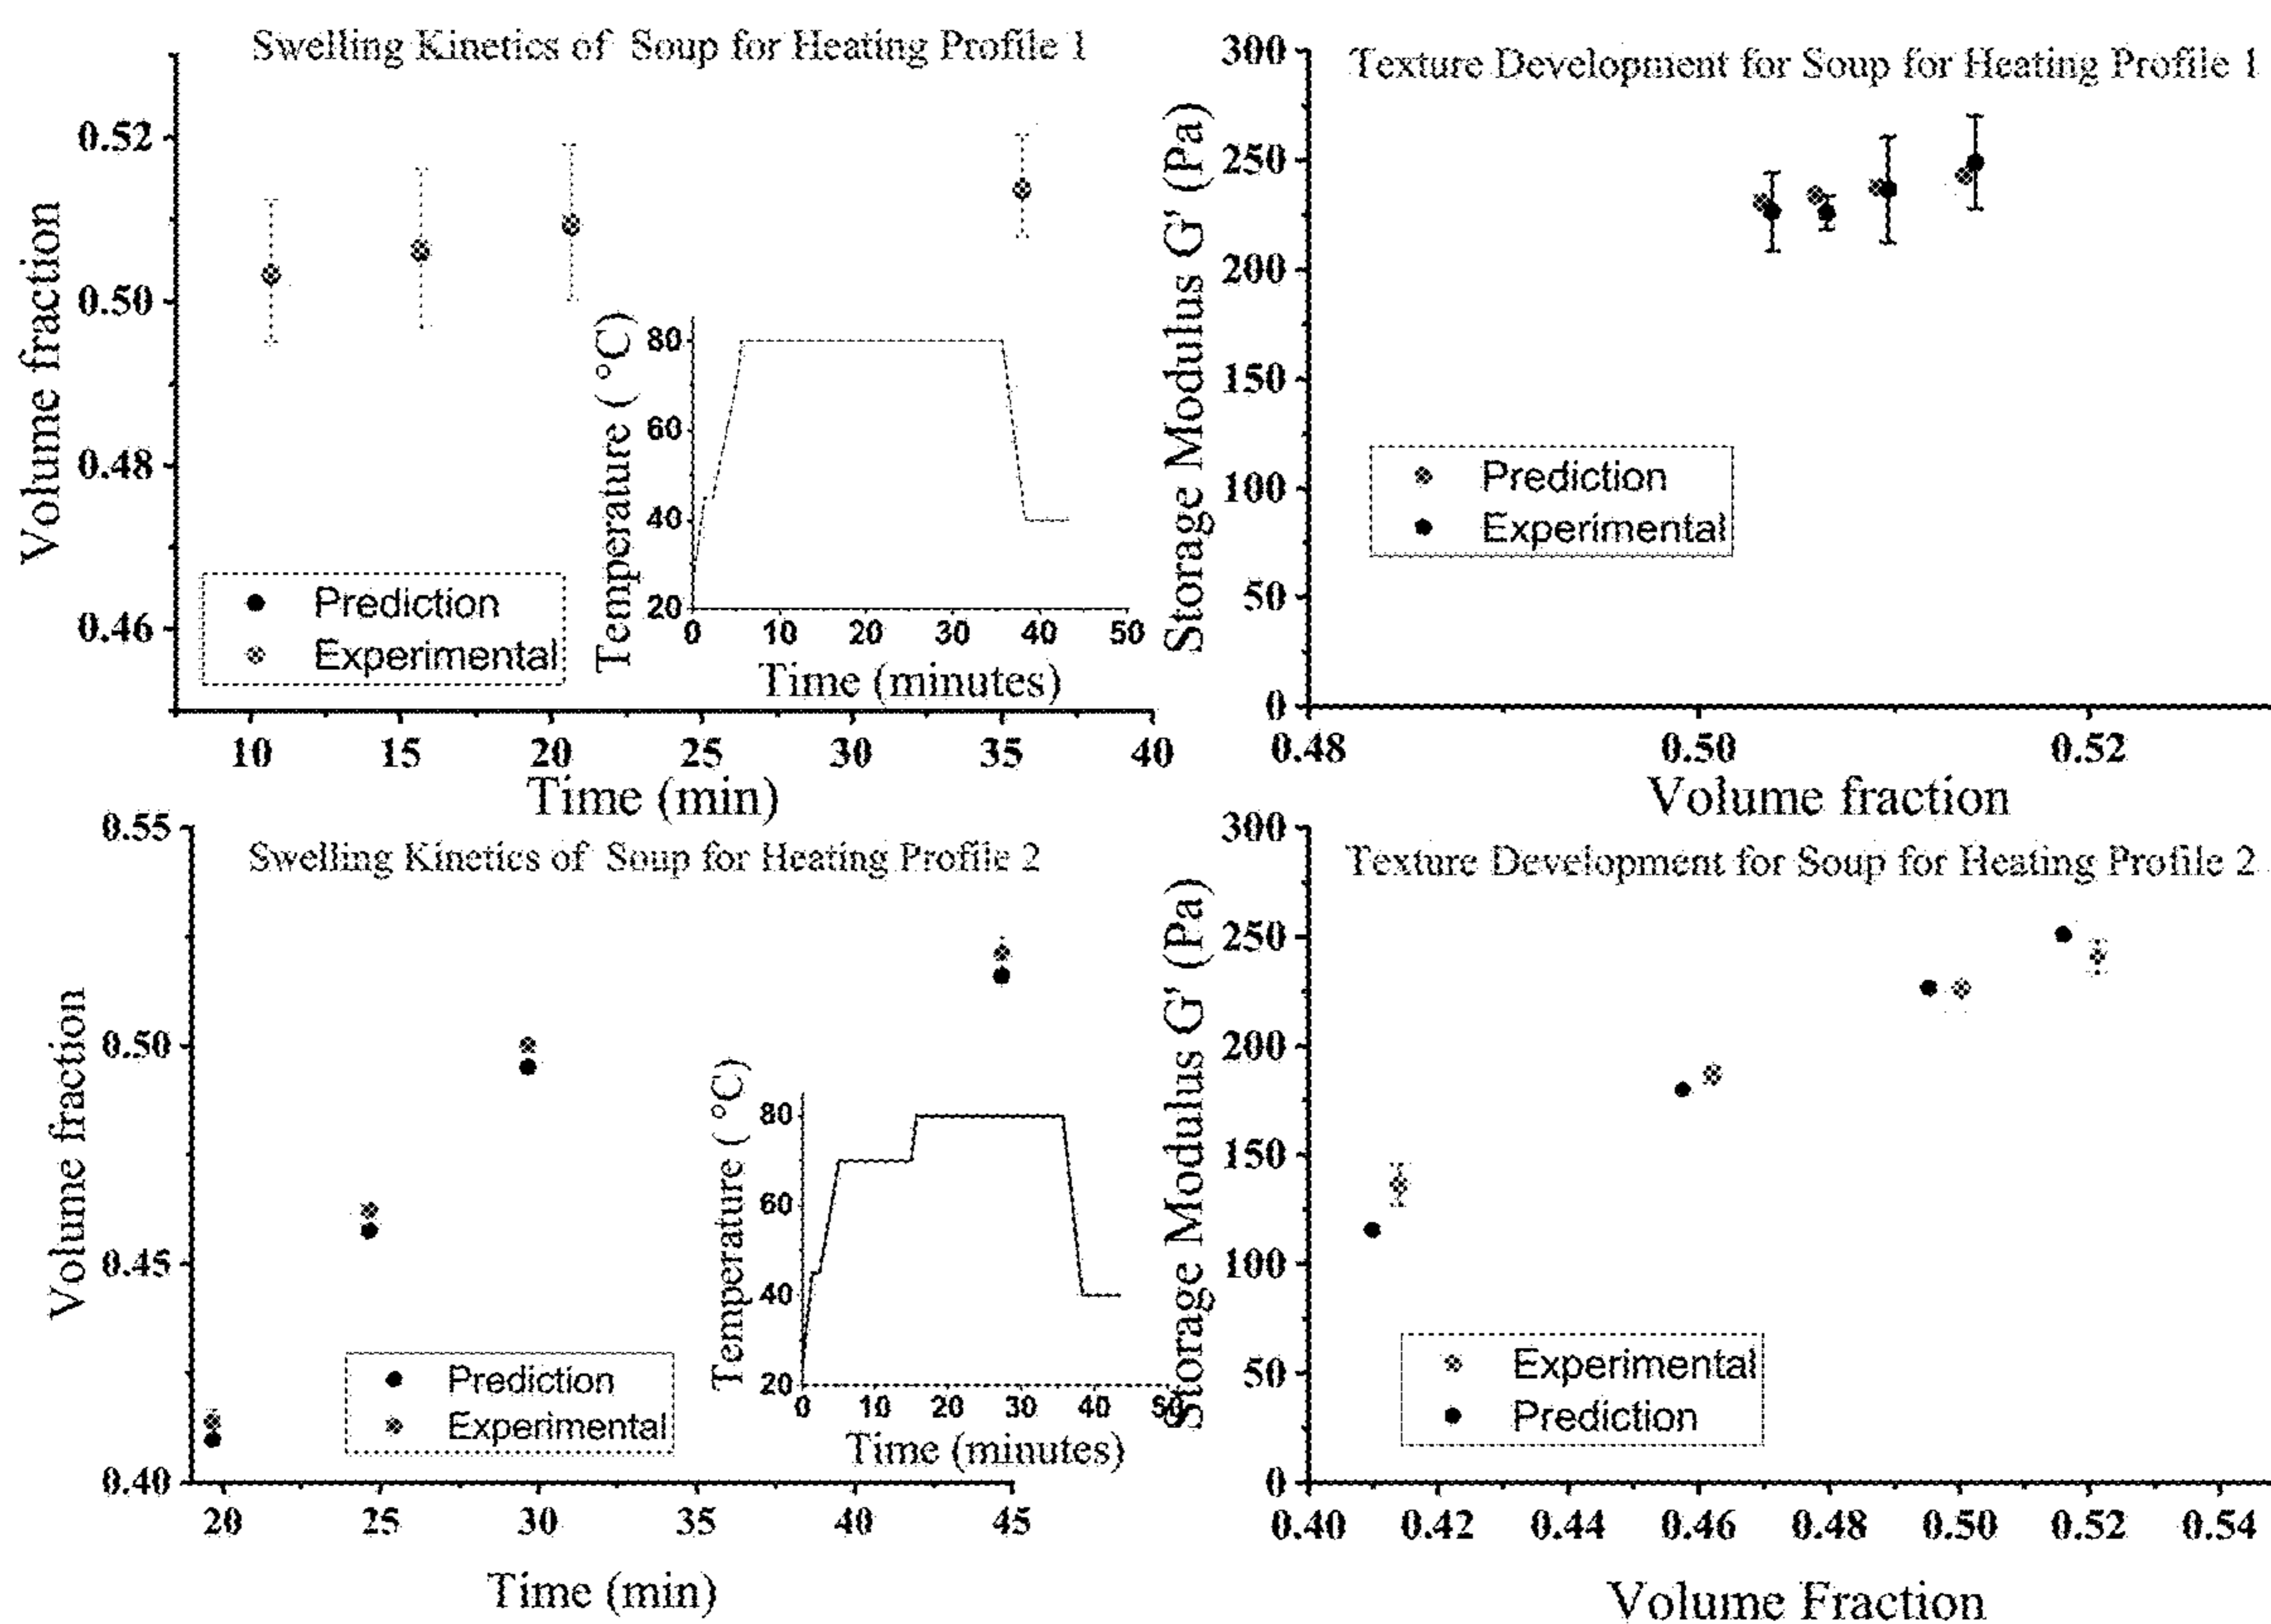 Swelling Kinetics of Soup for Heating Profile 1
Volume fraction
0.52
0.50
0.48
0.46
Prediction
Experimental
10 15 20 25 30 35 40
Time (min)
Temperature ( °C)
80
60
40
20
0 10 20 30 40 50
Time (minutes)
Texture Development for Soup for Heating Profile 1
Storage Modulus G' (Pa)
300
250
200
150
100
50
0
Prediction
Experimental
0.48 0.50 0.52
Volume fraction
Swelling Kinetics of Soup for Heating Profile 2
Volume fraction
0.55
0.50
0.45
0.40
Prediction
Experimental
20 25 30 35 40 45
Time (min)
Temperature ( °C)
80
60
40
20
0 10 20 30 40 50
Time (minutes)
Texture Development for Soup for Heating Profile 2
Storage Modulus G' (Pa)
300
250
200
150
100
50
0
Experimental
Prediction
0.40 0.42 0.44 0.46 0.48 0.50 0.52 0.54
Volume Fraction